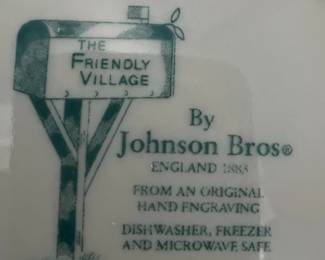 THE
FRIENDLY
VILLAGE
By
Johnson Bros®
ENGLAND 1883
FROM AN ORIGINAL
HAND ENGRAVING
DISHWASHER, FREEZER
AND MICROWAVE SAFE